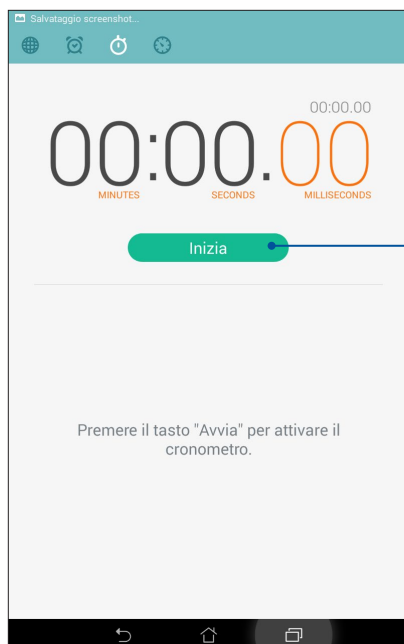 Salvataggio screenshot...
00:00.00
00:00.00
MINUTES SECONDS MILLISECONDS
Inizia
Premere il tasto "Avvia" per attivare il
cronometro.